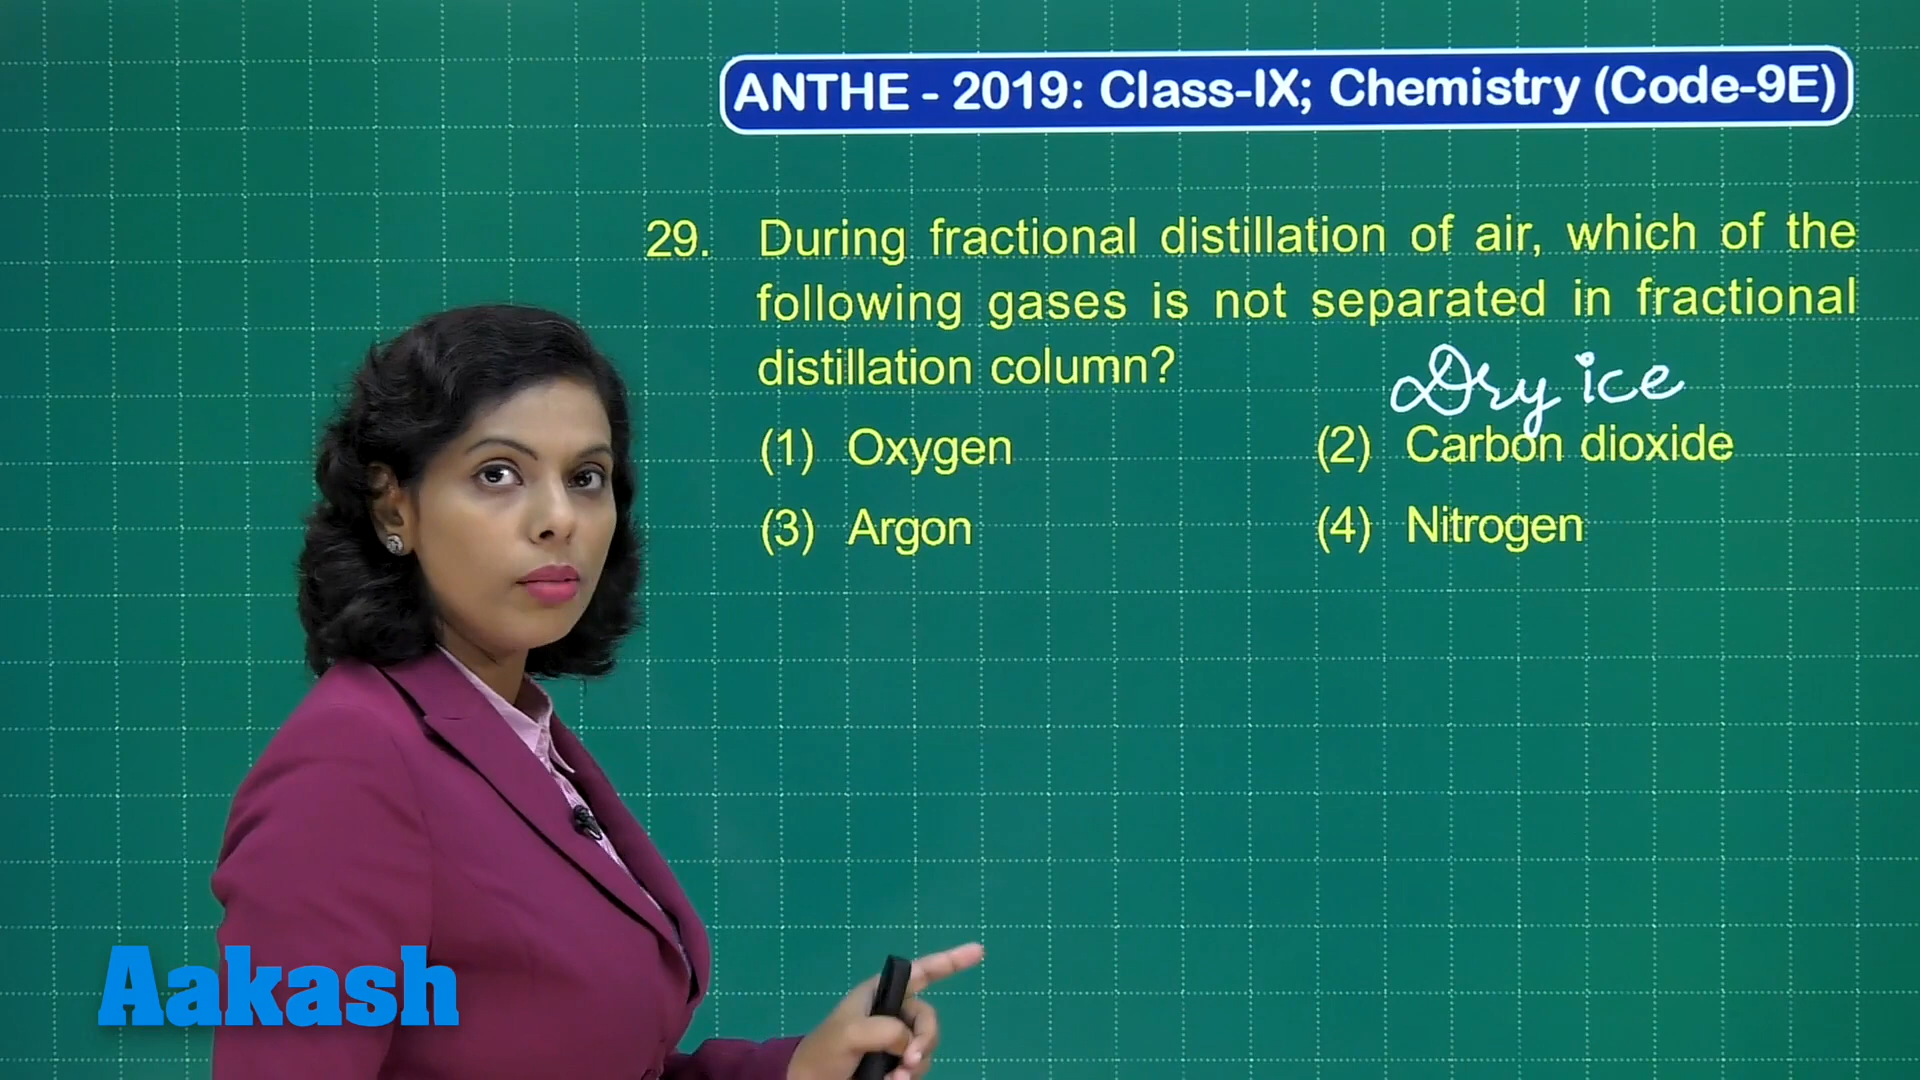 ANTHE - 2019: Class-IX; Chemistry (Code-9E)
29. During fractional distillation of air, which of the
following gases is not separated in fractional
distillation column?
Dry ice
(1) Oxygen (2) Carbon dioxide
(3) Argon (4) Nitrogen
Aakash